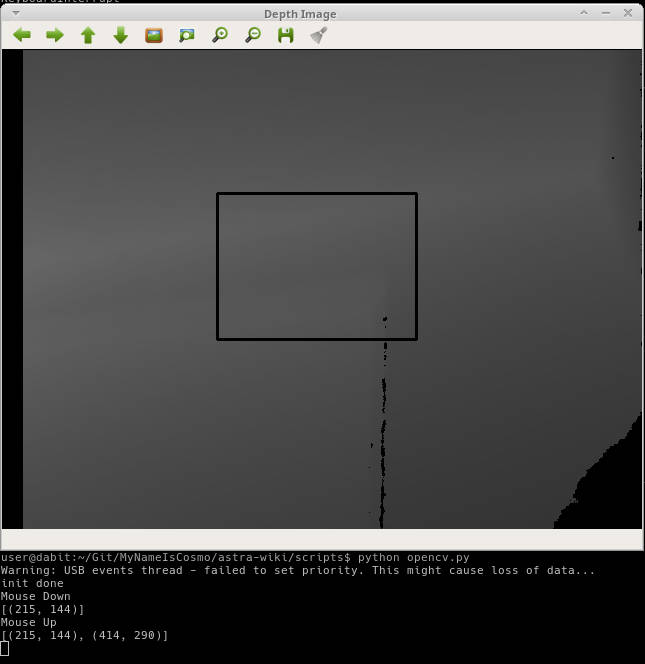 Depth Image
user@dabit:~/Git/MyNameIsCosmo/astra-wiki/scripts$ python opencv.py
Warning: USB events thread - failed to set priority. This might cause loss of data...
init done
Mouse Down
[(215, 144)]
Mouse Up
[(215, 144), (414, 290)]